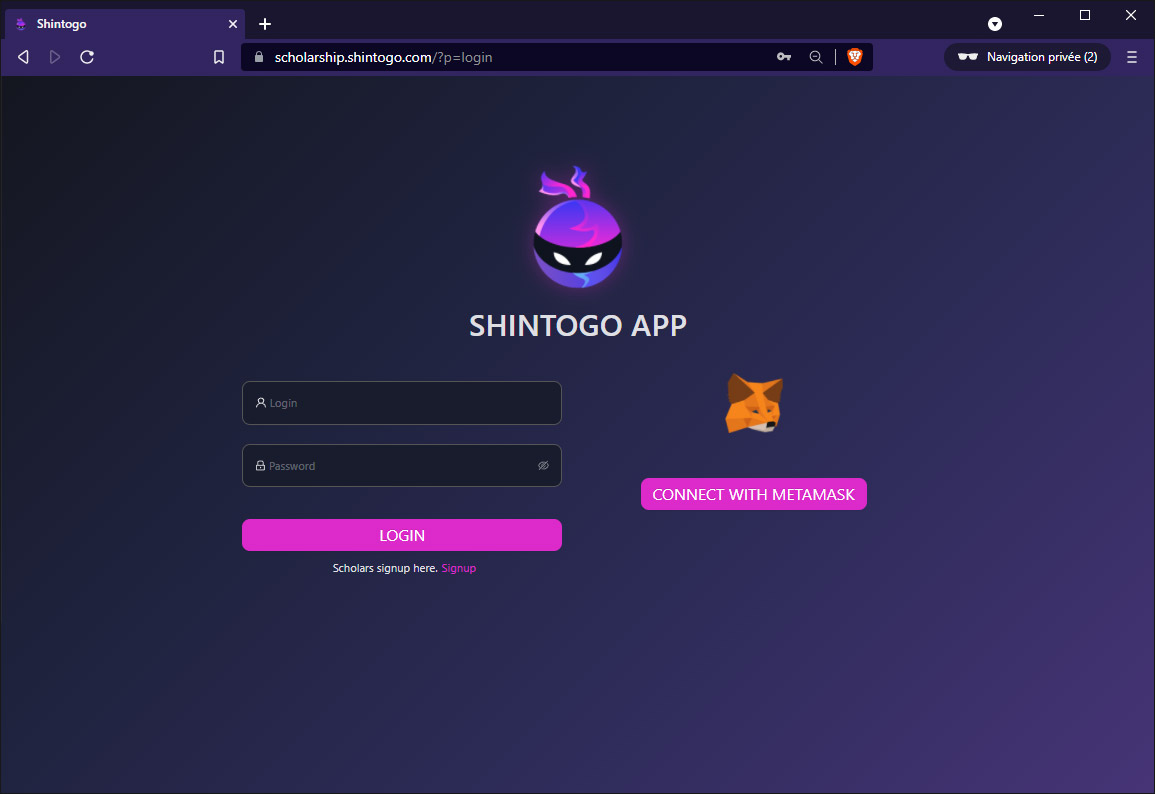 Shintogo
scholarship.shintogo.com/?p=login
Navigation privée (2)
SHINTOGO APP
Login
Password
CONNECT WITH METAMASK
LOGIN
Scholars signup here. Signup